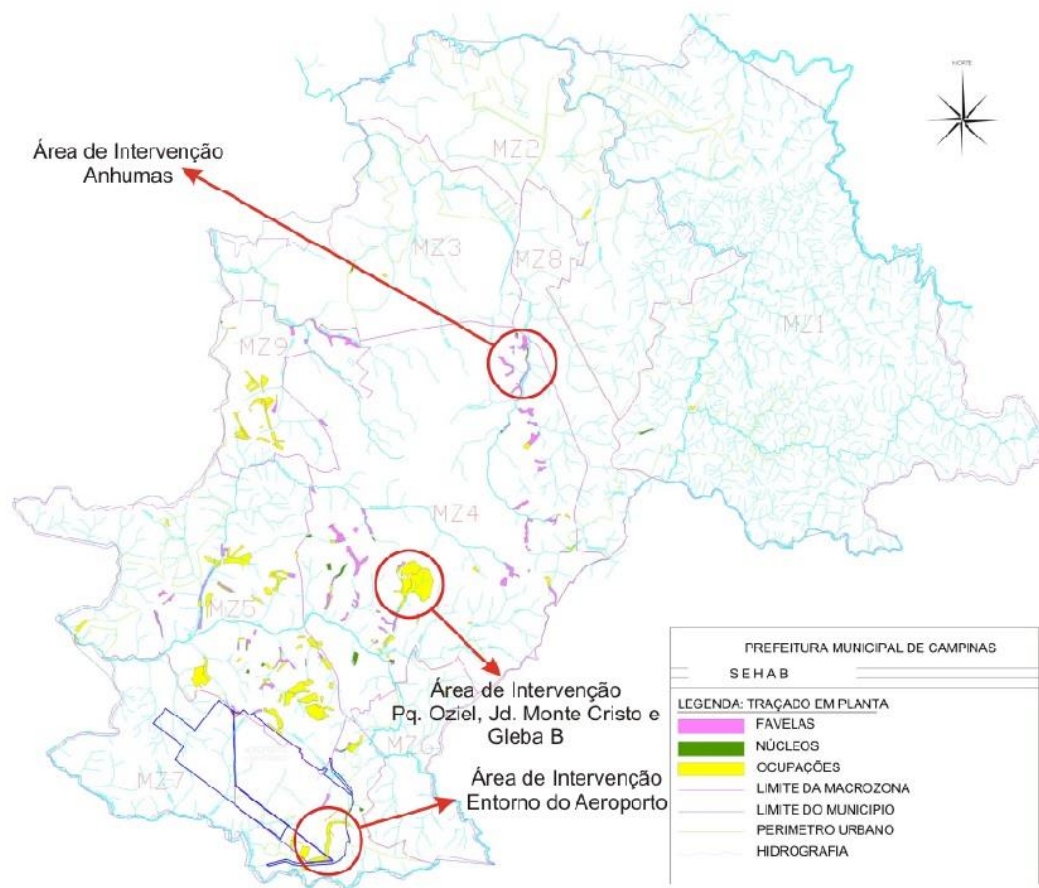 NORTE
Área de Intervenção
Anhumas
MZ2
MZ3
MZ8
MZ1
MZ9
MZ4
MZ5
MZ6
MZ7
Área de Intervenção
Pq. Oziel, Jd. Monte Cristo e
Gleba B
Área de Intervenção
Entorno do Aeroporto
PREFEITURA MUNICIPAL DE CAMPINAS
SEHAB
LEGENDA: TRAÇADO EM PLANTA
FAVELAS
NÚCLEOS
OCUPAÇÕES
LIMITE DA MACROZONA
LIMITE DO MUNICIPIO
PERIMETRO URBANO
HIDROGRAFIA